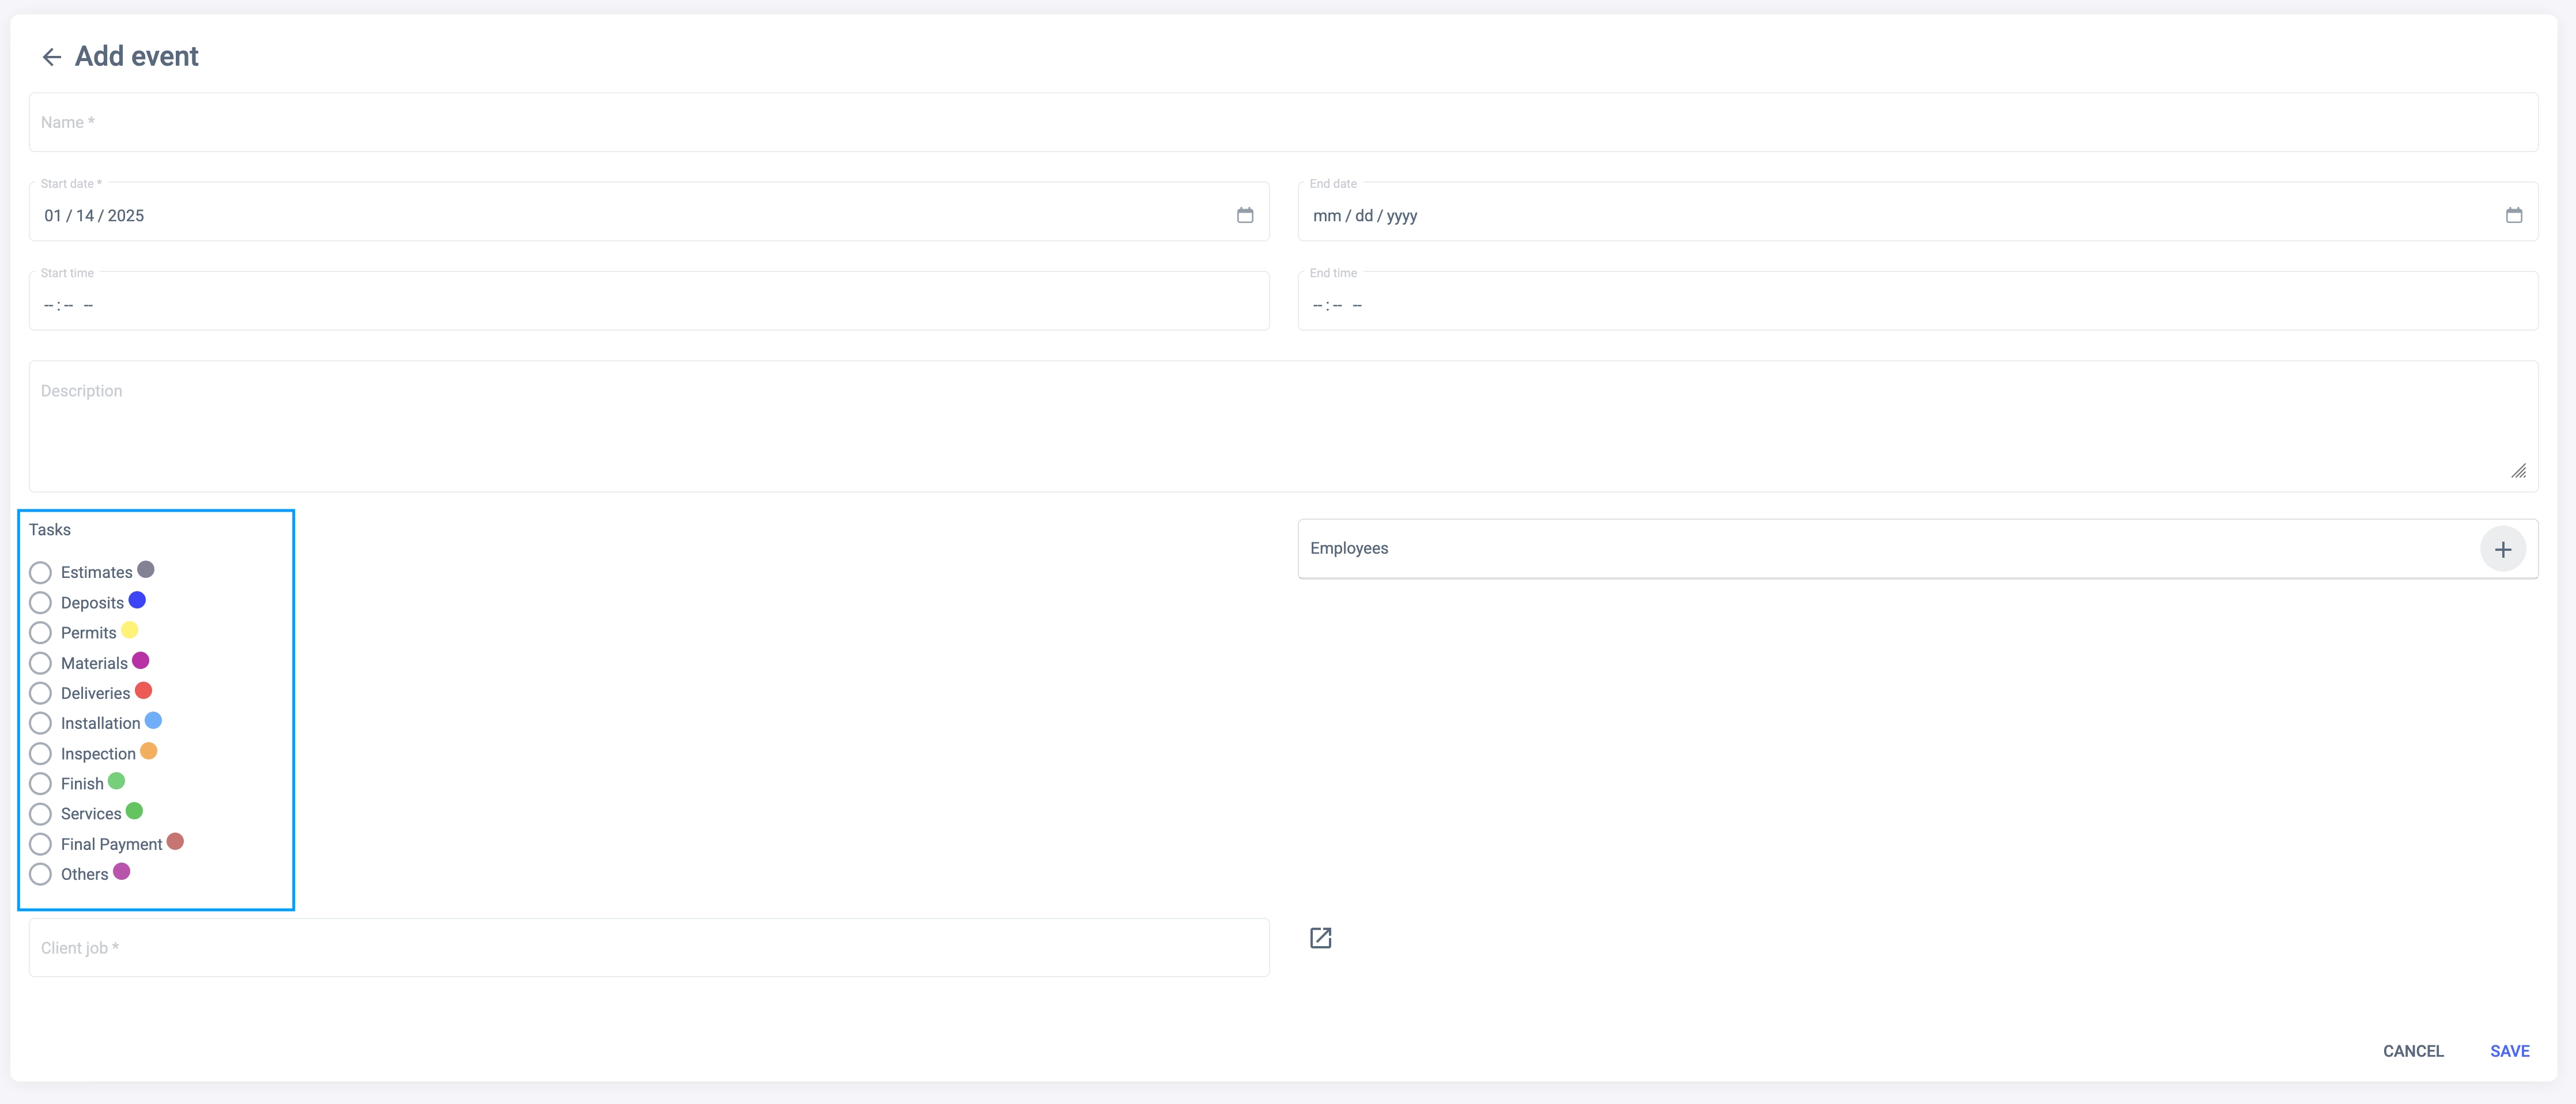 Add event
Name *
Start date *
01 / 14 / 2025
End date
mm / dd / yyyy
Start time
-- : -- --
End time
-- : -- --
Description
Tasks
Employees
Estimates
Deposits
Permits
Materials
Deliveries
Installation
Inspection
Finish
Services
Final Payment
Others
Client job *
CANCEL SAVE